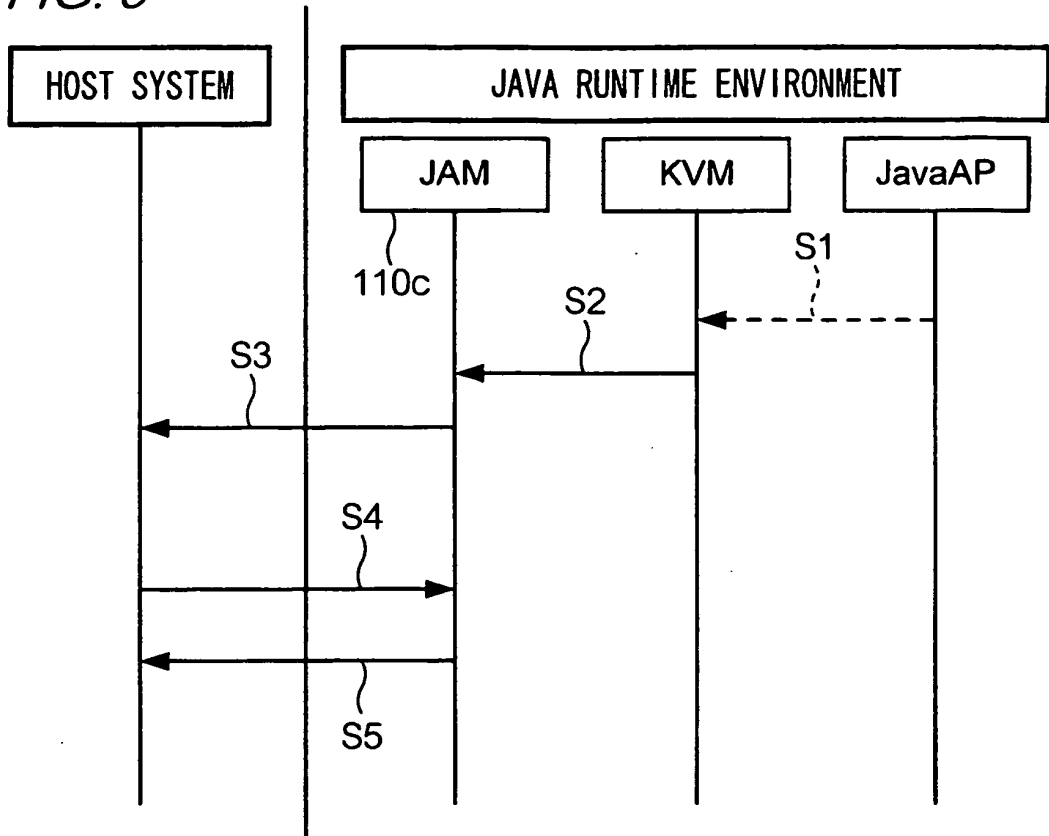 HOST SYSTEM
JAVA RUNTIME ENVIRONMENT
JAM
KVM
JavaAP
110c
S1
S2
S3
S4
S5